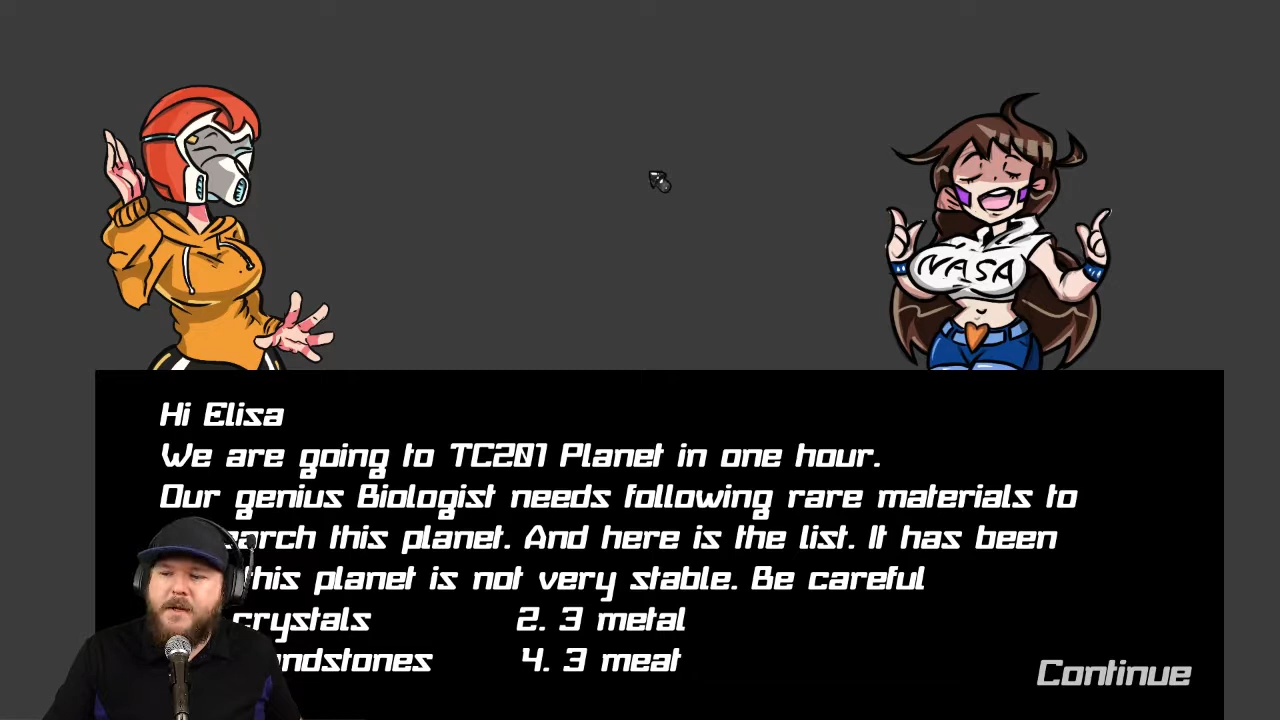 NASA
Hi Elisa
We are going to TC201 Planet in one hour.
Our genius Biologist needs following rare materials to
this planet. And here is the list. It has been
this planet is not very stable. Be careful
crystals 2. 3 metal
4. 3 meat
Continue